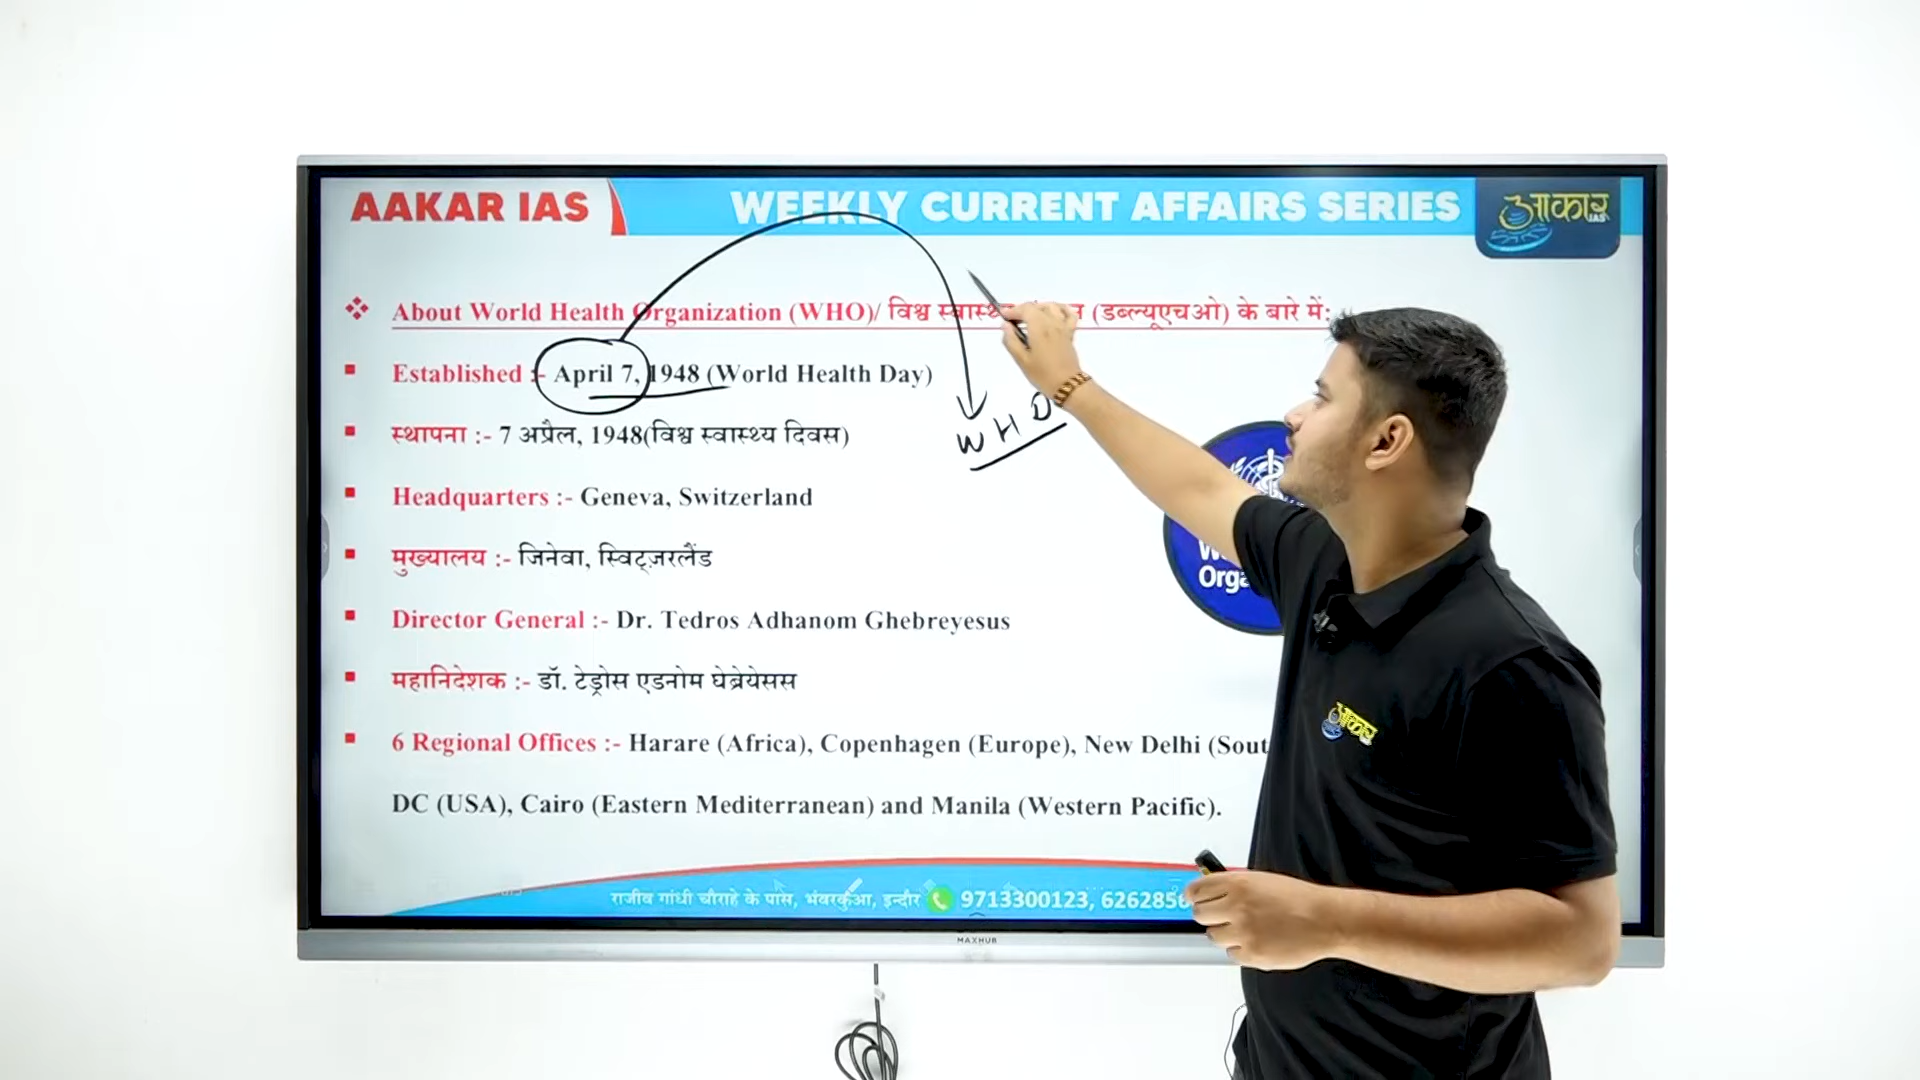 AAKAR IAS
WEEKLY CURRENT AFFAIRS SERIES
आकार
IAS
About World Health Organization (WHO)/ विश्व स्वास्थ्य (डब्ल्यूएचओ) के बारे में:
Established :- April 7, 1948 (World Health Day)
WHO
स्थापना :- 7 अप्रैल, 1948(विश्व स्वास्थ्य दिवस)
Headquarters :- Geneva, Switzerland
मुख्यालय :- जिनेवा, स्विट्ज़रलैंड
Director General :- Dr. Tedros Adhanom Ghebreyesus
महानिदेशक :- डॉ. टेड्रोस एडनोम घेब्रेयेसस
6 Regional Offices :- Harare (Africa), Copenhagen (Europe), New Delhi
DC (USA), Cairo (Eastern Mediterranean) and Manila (Western Pacific).
राजीव गांधी चौराहे के पास, भंवरकुँआ, इन्दौर 9713300123, 626285
MAXHUB
आकार